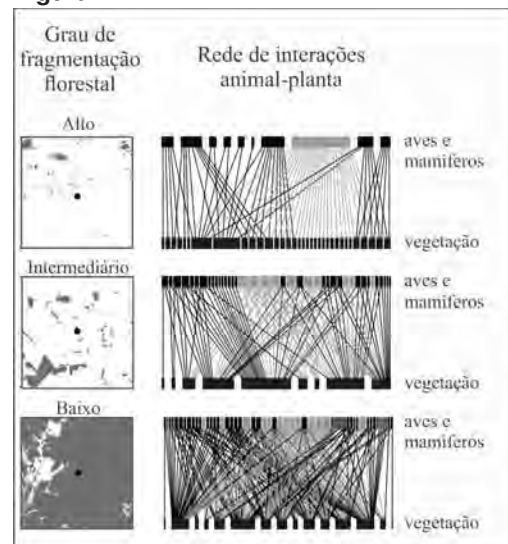 Grau de
fragmentação
florestal
Rede de interações
animal-planta
Alto
aves e
mamíferos
vegetação
Intermediário
aves e
mamíferos
vegetação
Baixo
aves e
mamíferos
vegetação